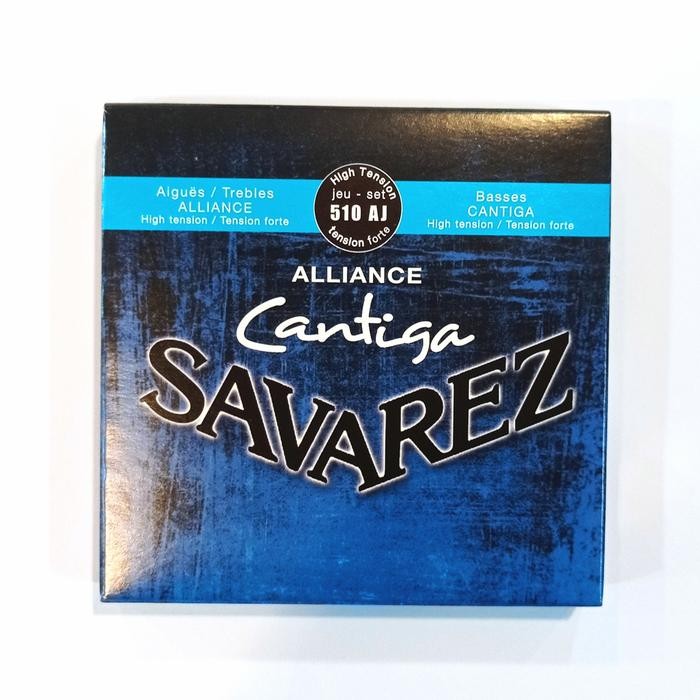 Aiguës / Trebles
ALLIANCE
High tension / Tension forte
High Tension
jeu - set
510 AJ
tension forte
Basses
CANTIGA
High tension / Tension forte
ALLIANCE
Cantiga
SAVAREZ